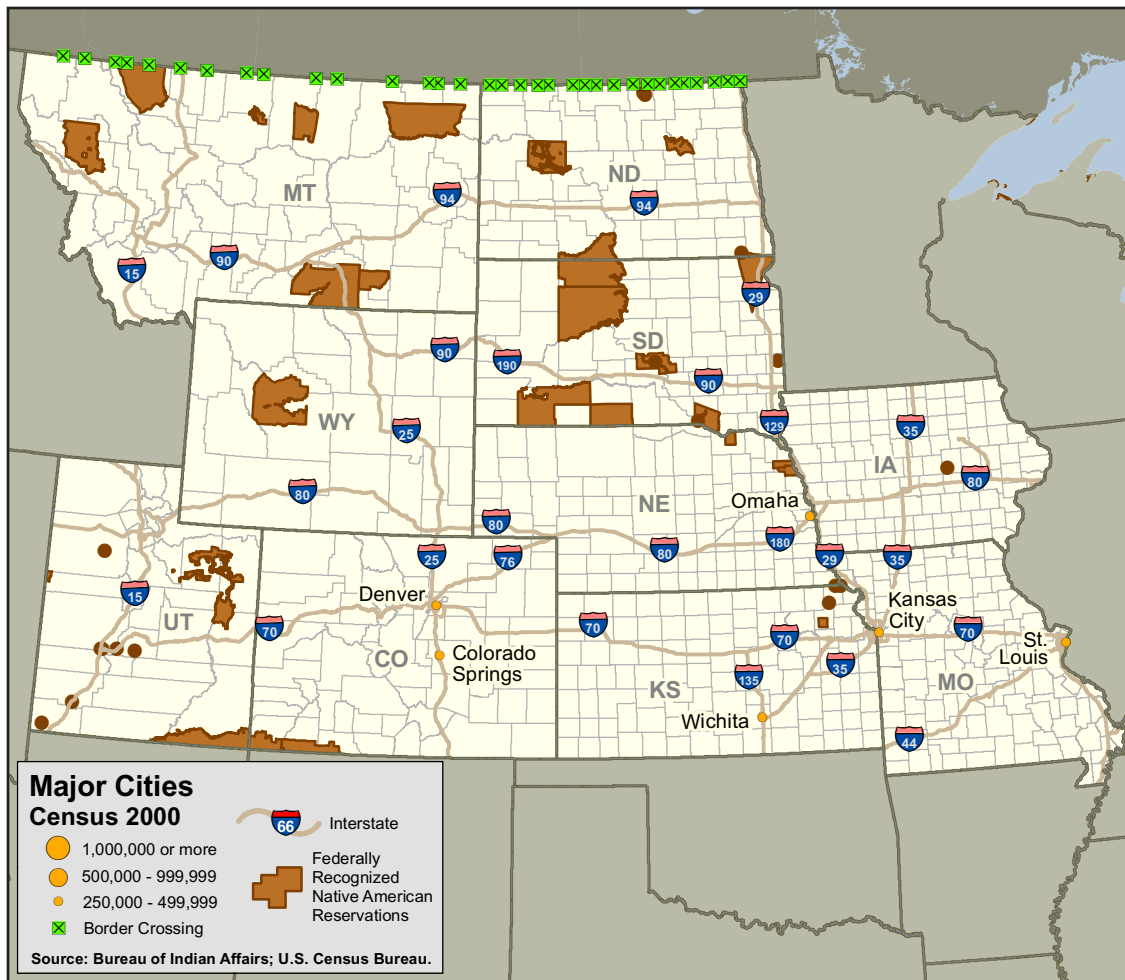 MT
ND
94
94
90
15
29
SD
90
190
90
WY
25
129
35
IA
80
80
NE
Omaha
80
180
80
25
76
29
35
Denver
15
UT
70
70
70
Kansas
City
70
St.
Louis
CO
Colorado
Springs
35
135
KS
MO
Wichita
44
Major Cities
Census 2000
1,000,000 or more
500,000 - 999,999
250,000 - 499,999
Border Crossing
66
Interstate
Federally
Recognized
Native American
Reservations
Source: Bureau of Indian Affairs; U.S. Census Bureau.